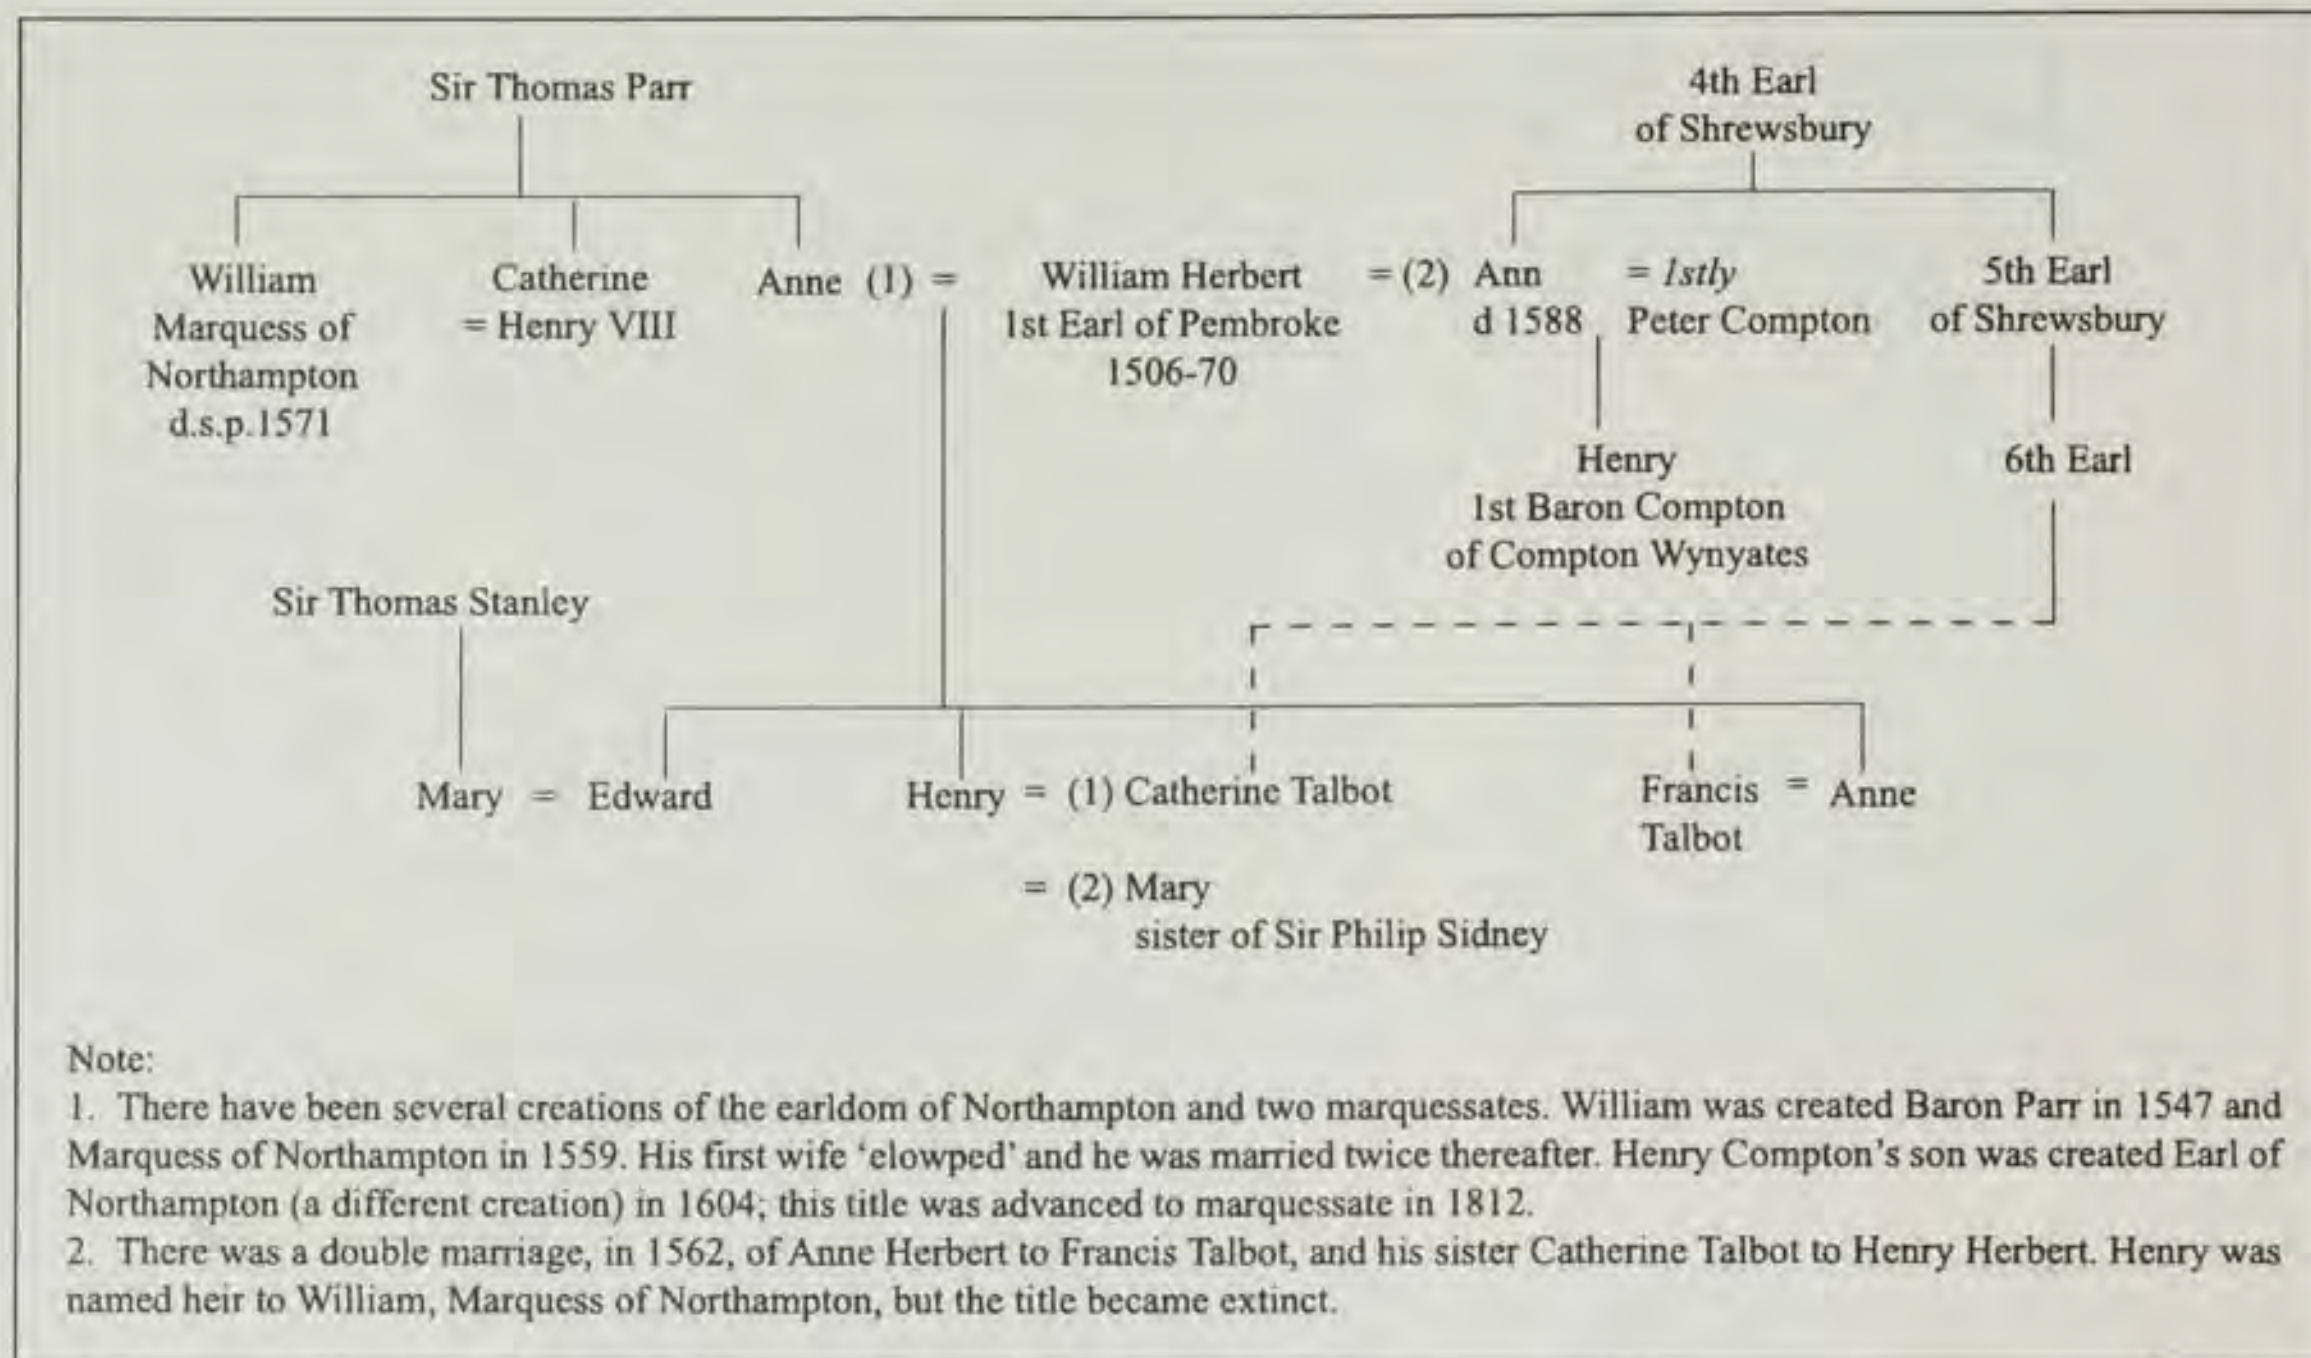 Sir Thomas Parr
4th Earl
of Shrewsbury
William
Marquess of
Northampton
d.s.p.1571
Catherine
= Henry VIII
Anne (1) =
William Herbert
1st Earl of Pembroke
1506-70
= (2) Ann
d 1588
= 1stly
Peter Compton
5th Earl
of Shrewsbury
Henry
1st Baron Compton
of Compton Wynyates
6th Earl
Sir Thomas Stanley
Mary = Edward
Henry = (1) Catherine Talbot
= (2) Mary
sister of Sir Philip Sidney
Francis = Anne
Talbot
Note:
1. There have been several creations of the earldom of Northampton and two marquessates. William was created Baron Parr in 1547 and
Marquess of Northampton in 1559. His first wife ‘elowped’ and he was married twice thereafter. Henry Compton’s son was created Earl of
Northampton (a different creation) in 1604; this title was advanced to marquessate in 1812.
2. There was a double marriage, in 1562, of Anne Herbert to Francis Talbot, and his sister Catherine Talbot to Henry Herbert. Henry was
named heir to William, Marquess of Northampton, but the title became extinct.